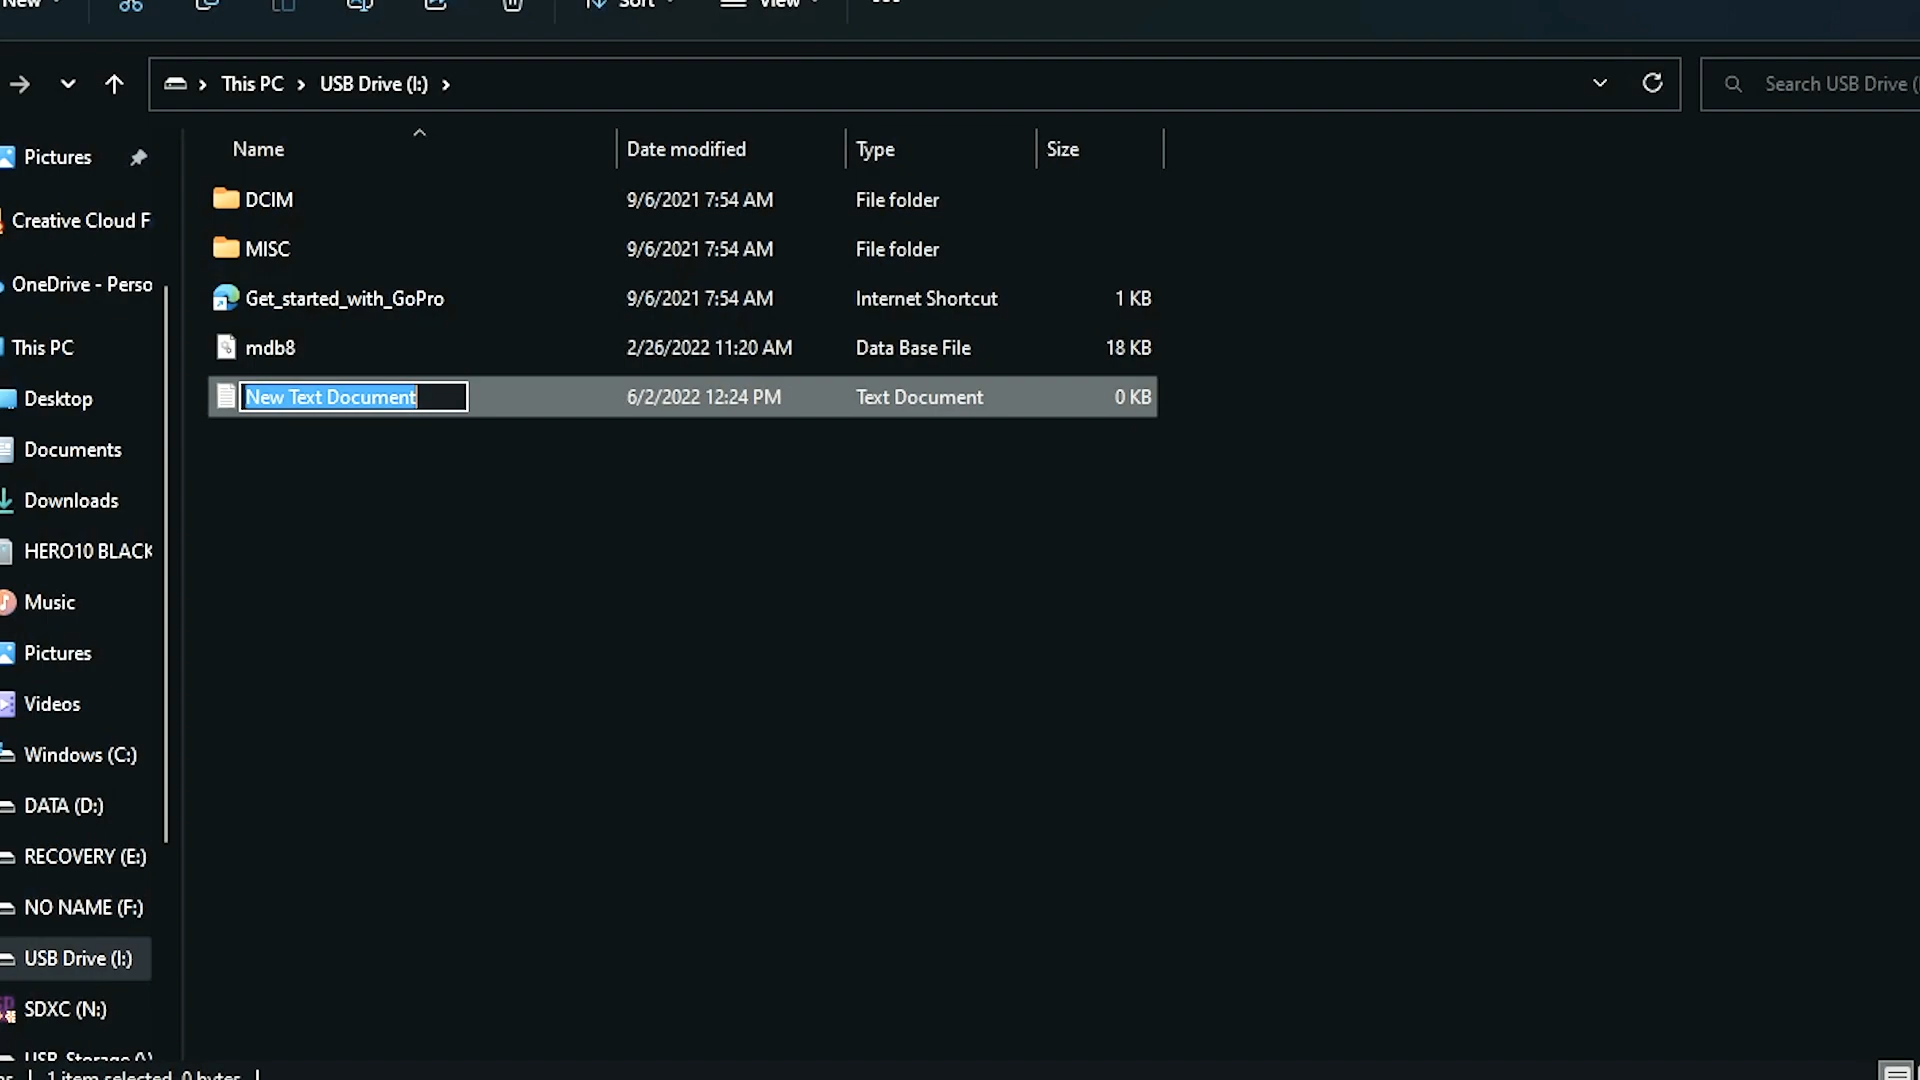 New
Sort
View
This PC
USB Drive (I:)
Search USB Drive (
Name
Date modified
Type
Size
DCIM
9/6/2021 7:54 AM
File folder
MISC
9/6/2021 7:54 AM
File folder
Get_started_with_GoPro
9/6/2021 7:54 AM
Internet Shortcut
1 KB
mdb8
2/26/2022 11:20 AM
Data Base File
18 KB
New Text Document
6/2/2022 12:24 PM
Text Document
0 KB
Pictures
Creative Cloud F
OneDrive - Perso
This PC
Desktop
Documents
Downloads
HERO10 BLACK
Music
Pictures
Videos
Windows (C:)
DATA (D:)
RECOVERY (E:)
NO NAME (F:)
USB Drive (I:)
SDXC (N:)
USB Storage
1 item selected 0 bytes